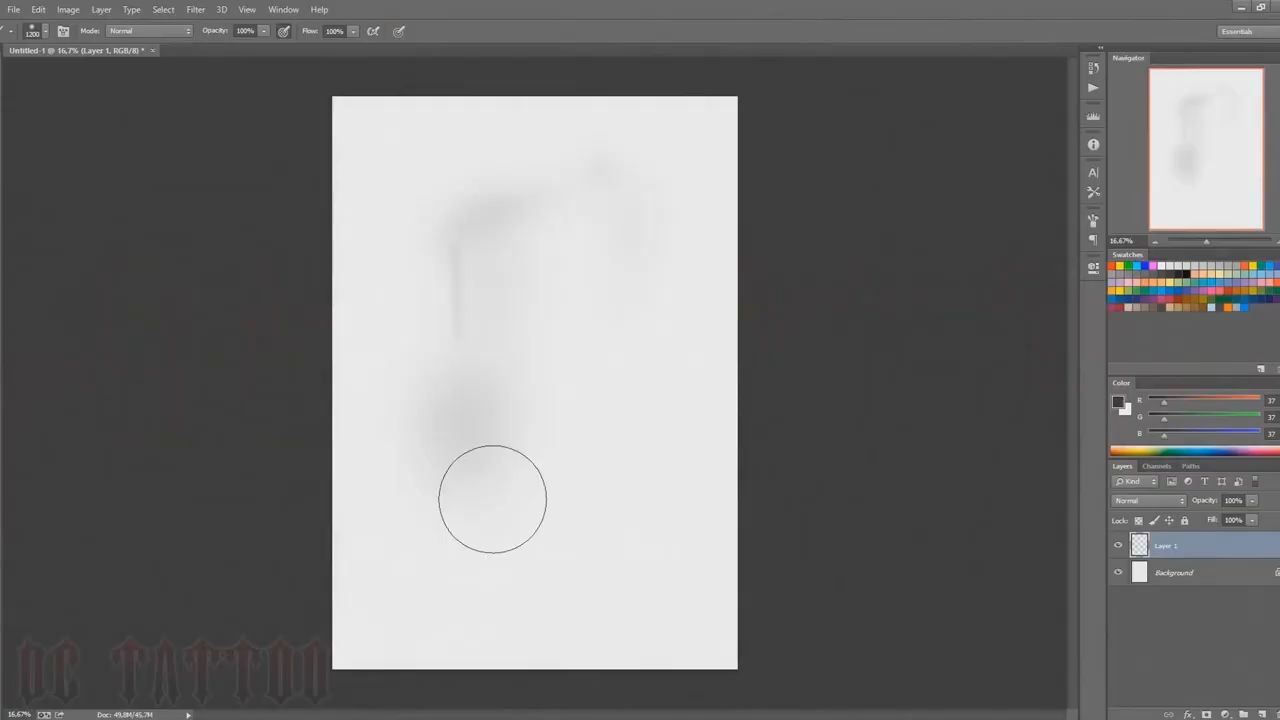 File Edit Image Layer Type Select Filter 3D View Window Help
1200 Mode: Normal Opacity: 100% Flow: 100% Essentials
Untitled-1 @ 16,7% (Layer 1, RGB/8) * ×
Navigator
16.67%
Swatches
Color
R 37
G 37
B 37
Layers Channels Paths
Kind
Normal Opacity: 100%
Lock: Fill: 100%
Layer 1
Background
DC TATTOO
16,67% Doc: 49,8M/45,7M